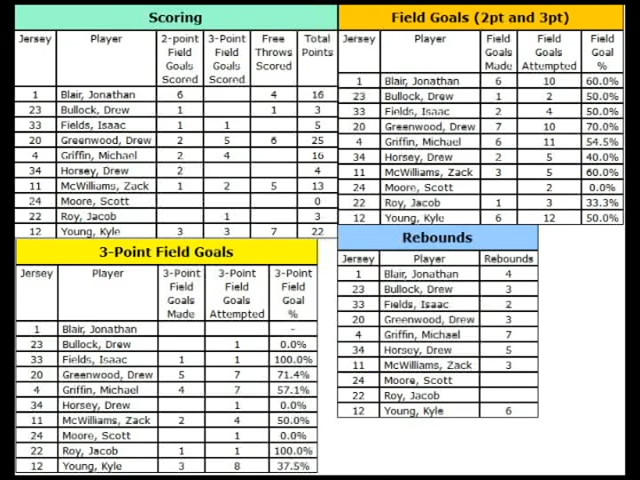 Scoring
Jersey Player 2-point Field Goals Scored 3-Point Field Goals Scored Free Throws Scored Total Points
1 Blair, Jonathan 6 4 16
23 Bullock, Drew 1 1 3
33 Fields, Isaac 1 1 5
20 Greenwood, Drew 2 5 6 25
4 Griffin, Michael 2 4 16
34 Horsey, Drew 2 4
11 McWilliams, Zack 1 2 5 13
24 Moore, Scott 0
22 Roy, Jacob 1 3
12 Young, Kyle 3 3 7 22
Field Goals (2pt and 3pt)
Jersey Player Field Goals Made Field Goals Attempted Field Goal %
1 Blair, Jonathan 6 10 60.0%
23 Bullock, Drew 1 2 50.0%
33 Fields, Isaac 2 4 50.0%
20 Greenwood, Drew 7 10 70.0%
4 Griffin, Michael 6 11 54.5%
34 Horsey, Drew 2 5 40.0%
11 McWilliams, Zack 3 5 60.0%
24 Moore, Scott 2 0.0%
22 Roy, Jacob 1 3 33.3%
12 Young, Kyle 6 12 50.0%
3-Point Field Goals
Jersey Player 3-Point Field Goals Made 3-Point Field Goals Attempted 3-Point Field Goal %
1 Blair, Jonathan -
23 Bullock, Drew 1 0.0%
33 Fields, Isaac 1 1 100.0%
20 Greenwood, Drew 5 7 71.4%
4 Griffin, Michael 4 7 57.1%
34 Horsey, Drew 1 0.0%
11 McWilliams, Zack 2 4 50.0%
24 Moore, Scott 1 0.0%
22 Roy, Jacob 1 1 100.0%
12 Young, Kyle 3 8 37.5%
Rebounds
Jersey Player Rebounds
1 Blair, Jonathan 4
23 Bullock, Drew 3
33 Fields, Isaac 2
20 Greenwood, Drew 3
4 Griffin, Michael 7
34 Horsey, Drew 5
11 McWilliams, Zack 3
24 Moore, Scott
22 Roy, Jacob
12 Young, Kyle 6